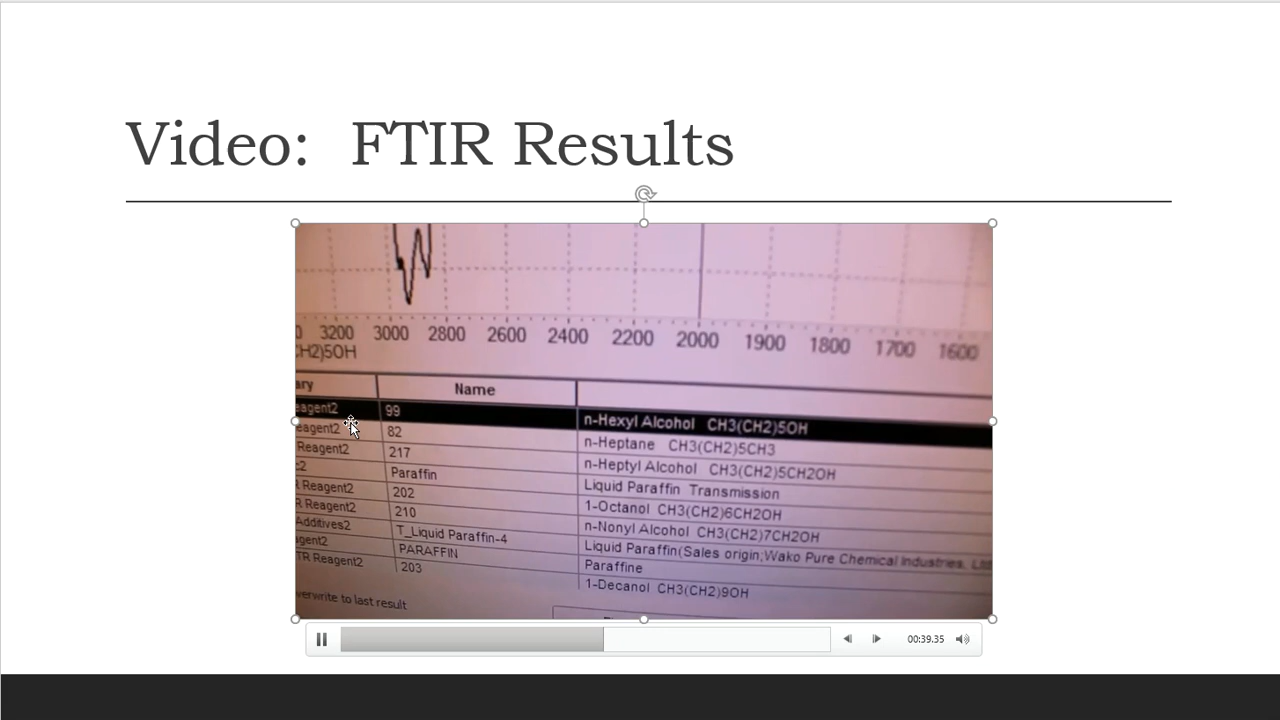 Video: FTIR Results
3200 3000 2800 2600 2400 2200 2000 1900 1800 1700 1600
CH2)5OH
Name
99 n-Hexyl Alcohol CH3(CH2)5OH
82 n-Heptane CH3(CH2)5CH3
Reagent2 217 n-Heptyl Alcohol CH3(CH2)5CH2OH
Paraffin Liquid Paraffin Transmission
R Reagent2 202 1-Octanol CH3(CH2)6CH2OH
R Reagent2 210 n-Nonyl Alcohol CH3(CH2)7CH2OH
Additives2 T_Liquid Paraffin-4 Liquid Paraffin(Sales origin;Wako Pure Chemical Industries, Ltd
PARAFFIN Paraffine
TR Reagent2 203 1-Decanol CH3(CH2)9OH
to last result
00:39.35